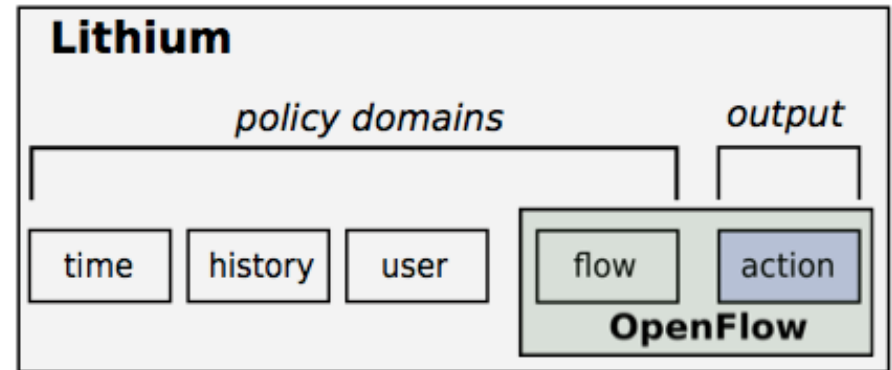 Lithium
policy domains output
time history user flow action
OpenFlow